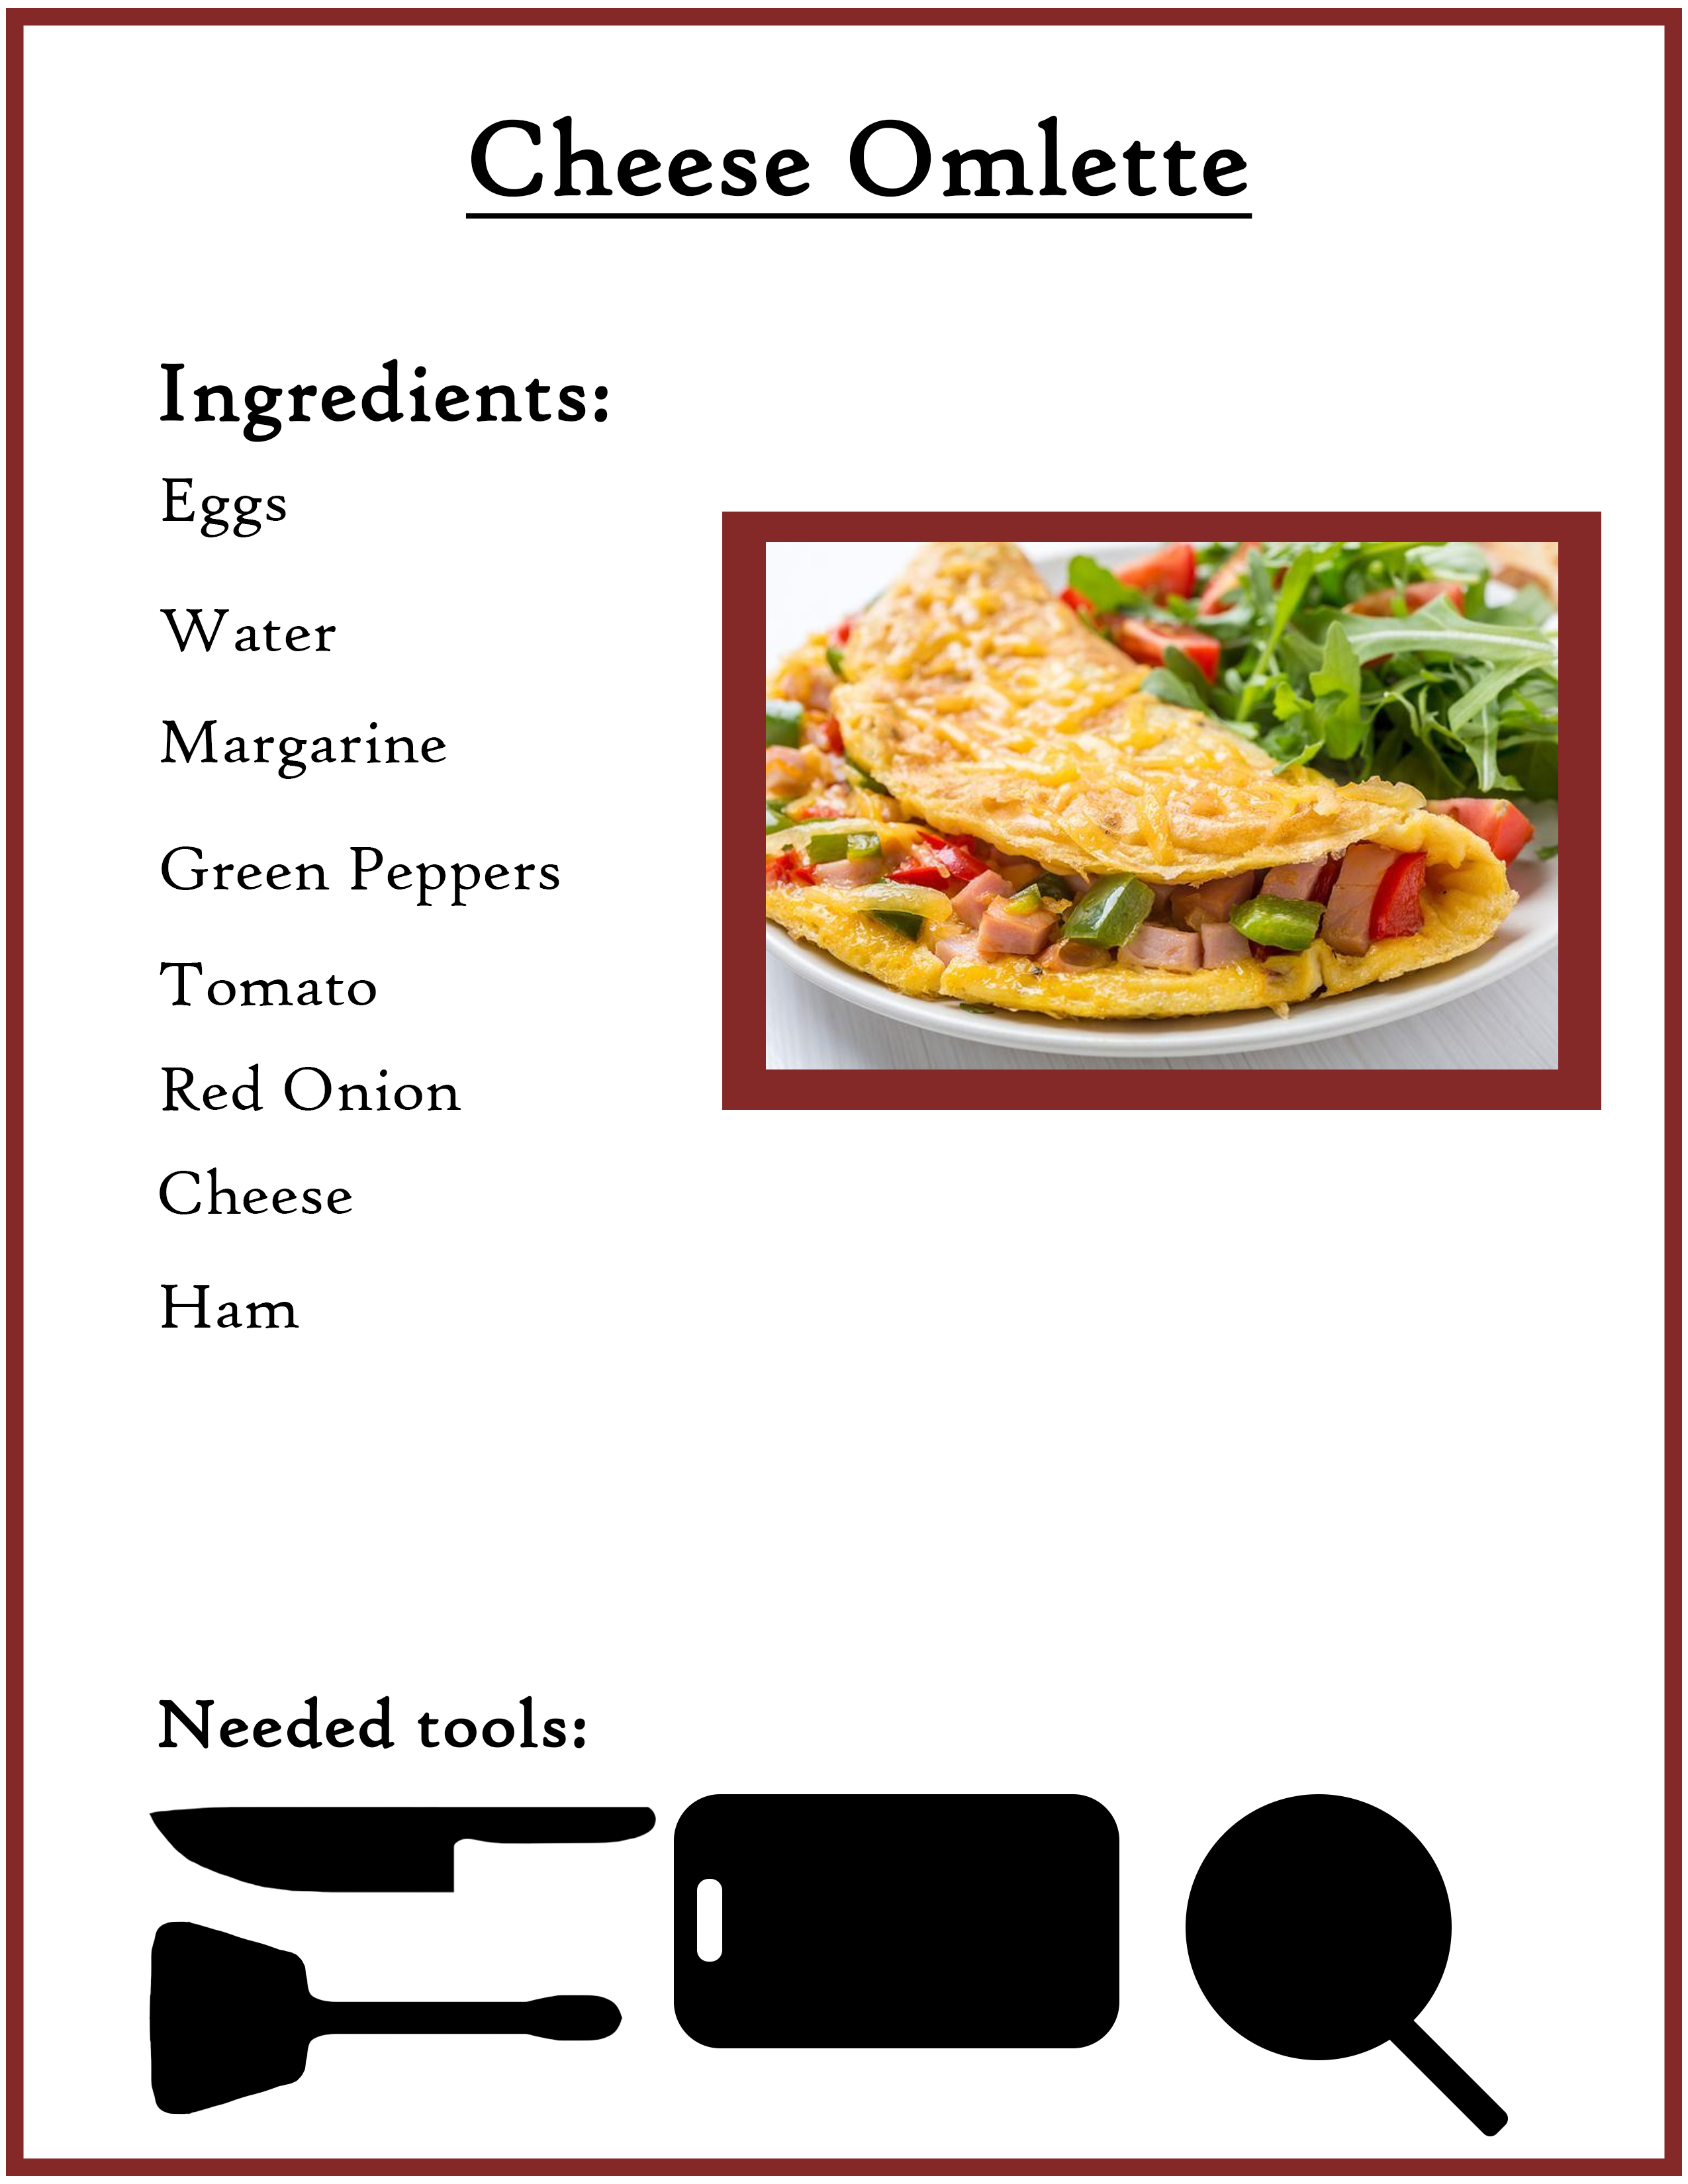 Cheese Omlette
Ingredients:
Eggs
Water
Margarine
Green Peppers
Tomato
Red Onion
Cheese
Ham
Needed tools: